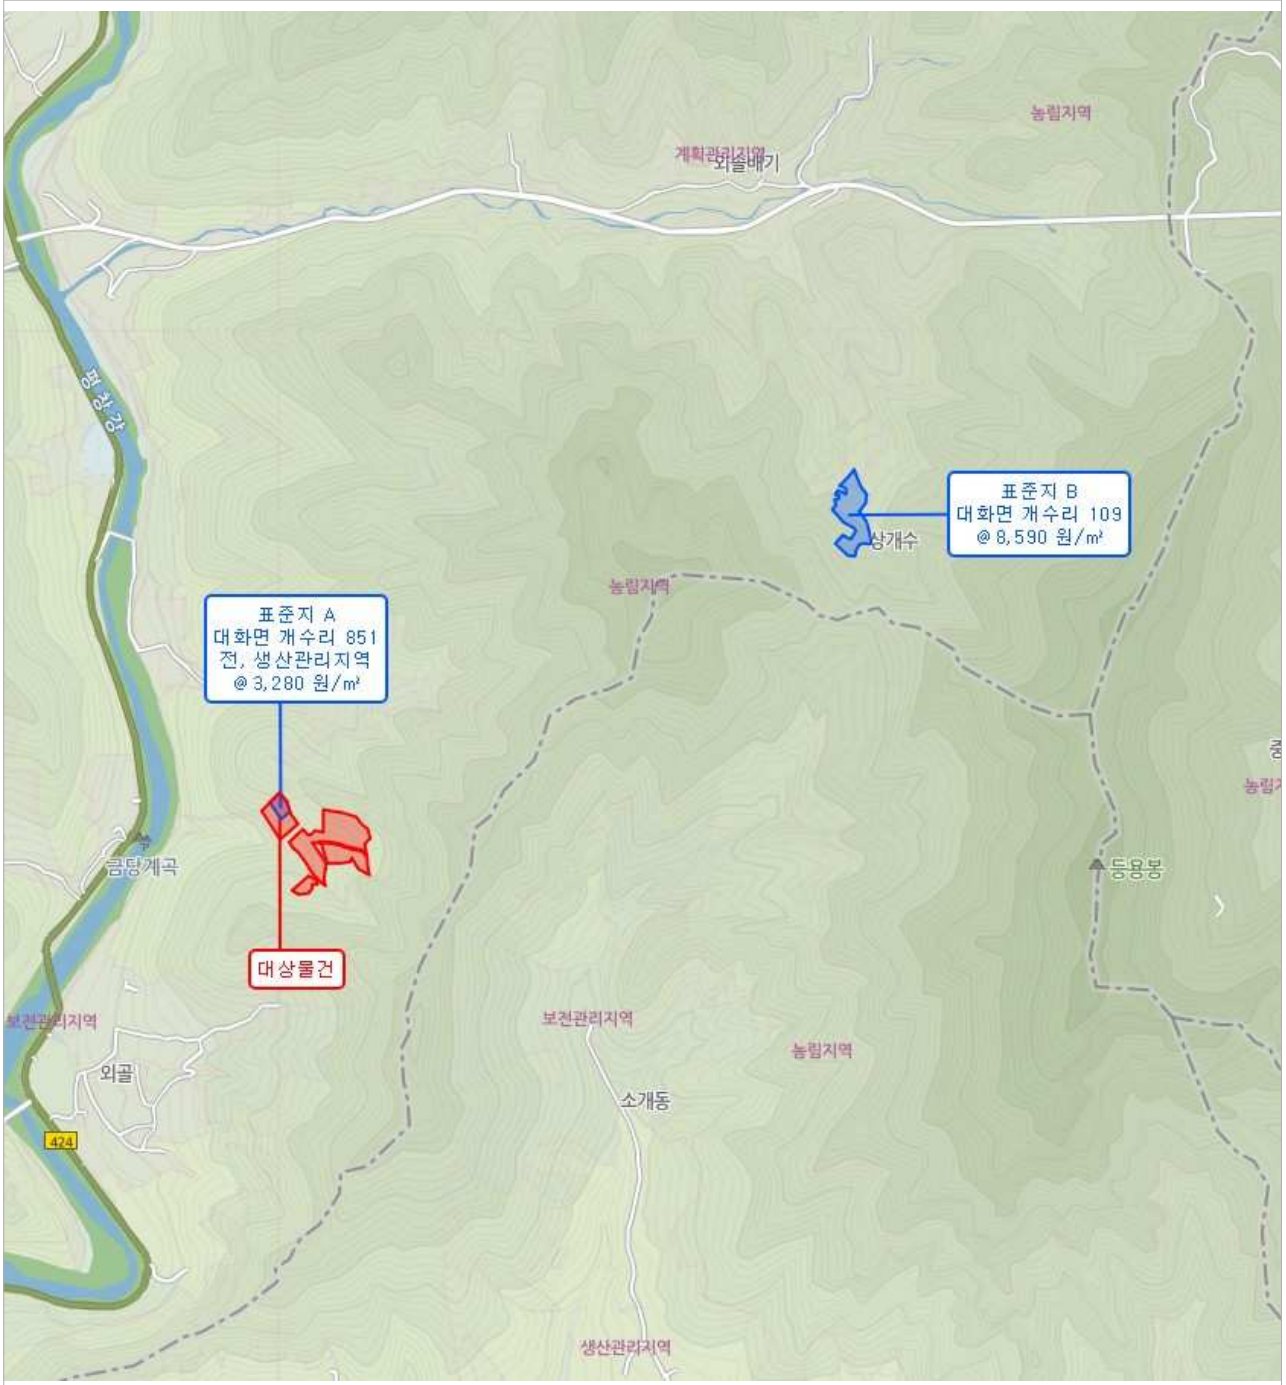 농림지역
계획관리지역
외솔배기
평창강
표준지 B
대화면 개수리 109
@ 8,590 원/㎡
상개수
농림지역
표준지 A
대화면 개수리 851
전, 생산관리지역
@ 3,280 원/㎡
중
농림지
금당계곡
등용봉
대상물건
보전관리지역
보전관리지역
농림지역
외골
소개동
424
생산관리지역